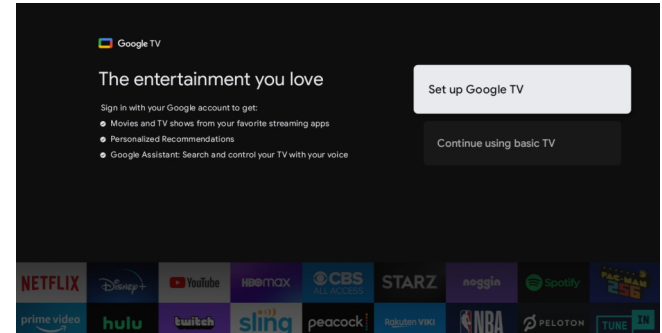 Google TV
The entertainment you love
Sign in with your Google account to get:
Movies and TV shows from your favorite streaming apps
Personalized Recommendations
Google Assistant: Search and control your TV with your voice
Set up Google TV
Continue using basic TV
NETFLIX
Disney+
YouTube
HBOMAX
CBS
ALL ACCESS
STARZ
noggin
Spotify
PAC-MAN
256
prime video
hulu
twitch
sling
peacock
Rakuten VIKI
NBA
PELOTON
TUNE IN